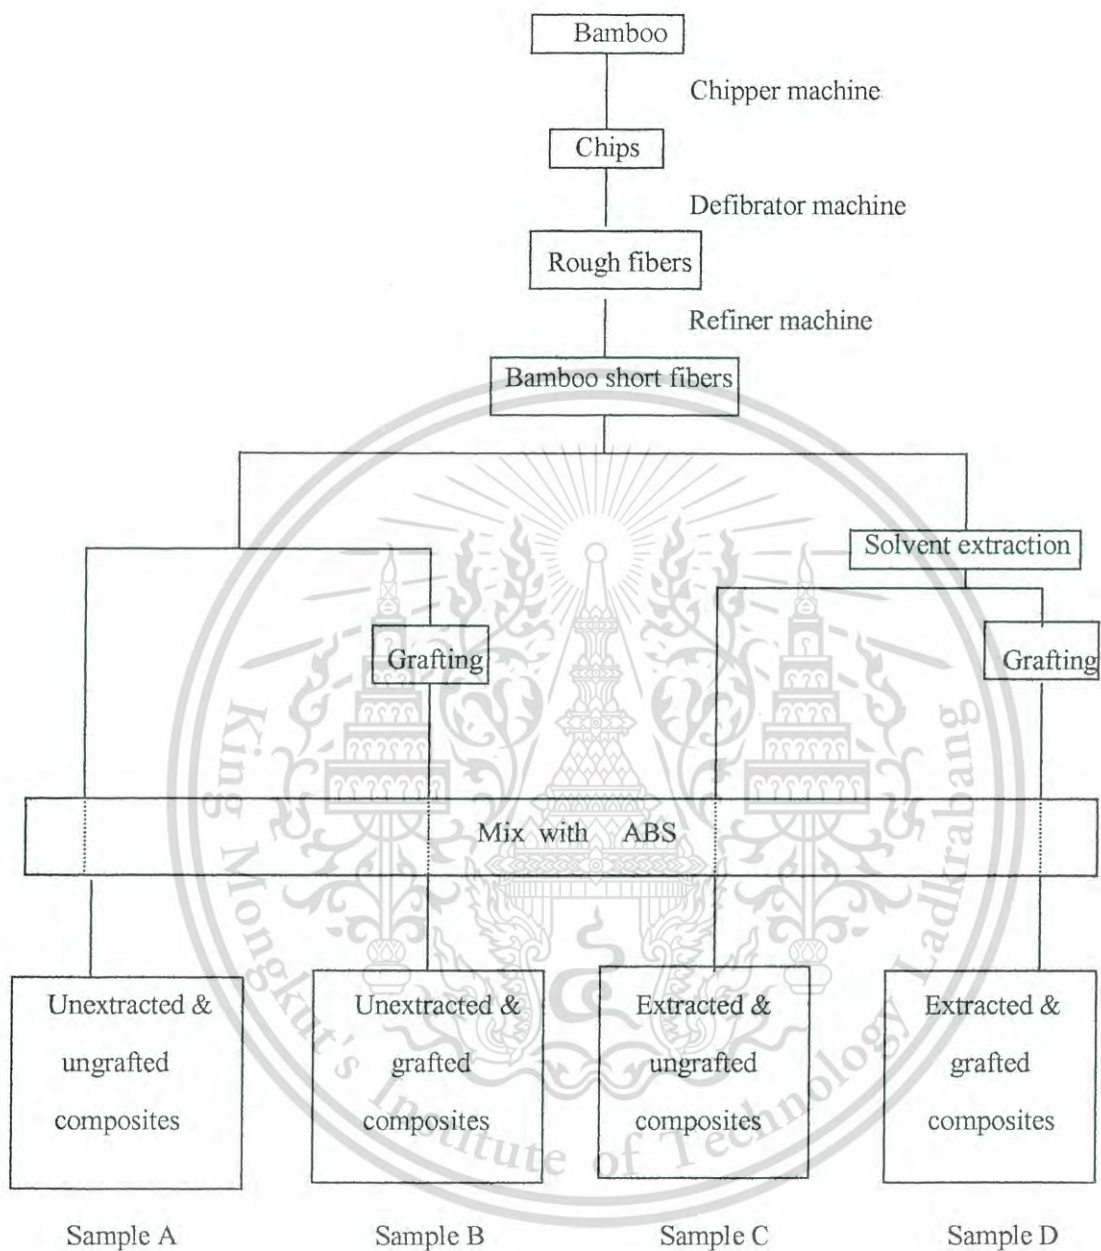 Bamboo
Chipper machine
Chips
Defibrator machine
Rough fibers
Refiner machine
Bamboo short fibers
Solvent extraction
Grafting
Grafting
Mix with ABS
Unextracted &
ungrafted
composites
Unextracted &
grafted
composites
Extracted &
ungrafted
composites
Extracted &
grafted
composites
Sample A
Sample B
Sample C
Sample D
King Mongkut's Institute of Technology Ladkrabang